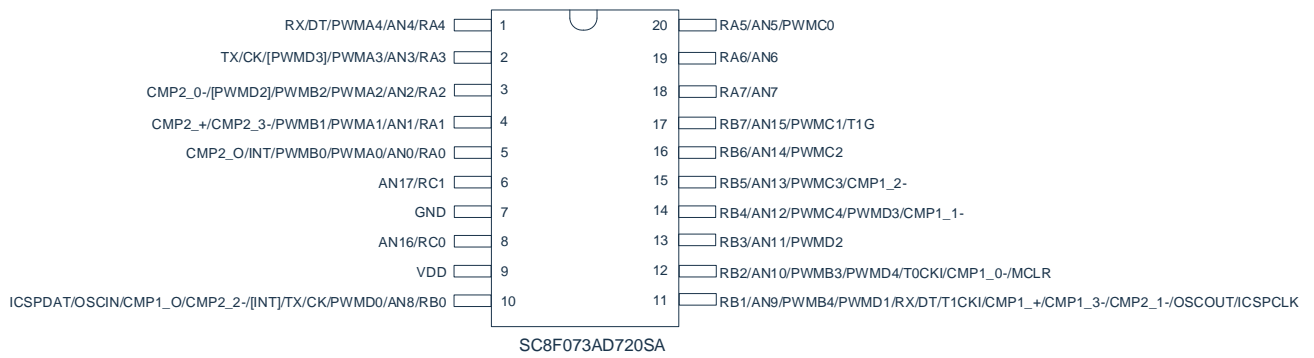 RX/DT/PWMA4/AN4/RA4 1 20 RA5/AN5/PWMC0
TX/CK/[PWMD3]/PWMA3/AN3/RA3 2 19 RA6/AN6
CMP2_0-/[PWMD2]/PWMB2/PWMA2/AN2/RA2 3 18 RA7/AN7
CMP2_+/CMP2_3-/PWMB1/PWMA1/AN1/RA1 4 17 RB7/AN15/PWMC1/T1G
CMP2_O/INT/PWMB0/PWMA0/AN0/RA0 5 16 RB6/AN14/PWMC2
AN17/RC1 6 15 RB5/AN13/PWMC3/CMP1_2-
GND 7 14 RB4/AN12/PWMC4/PWMD3/CMP1_1-
AN16/RC0 8 13 RB3/AN11/PWMD2
VDD 9 12 RB2/AN10/PWMB3/PWMD4/T0CKI/CMP1_0-/MCLR
ICSPDAT/OSCIN/CMP1_O/CMP2_2-/[INT]/TX/CK/PWMD0/AN8/RB0 10 11 RB1/AN9/PWMB4/PWMD1/RX/DT/T1CKI/CMP1_+/CMP1_3-/CMP2_1-/OSCOUT/ICSPCLK
SC8F073AD720SA